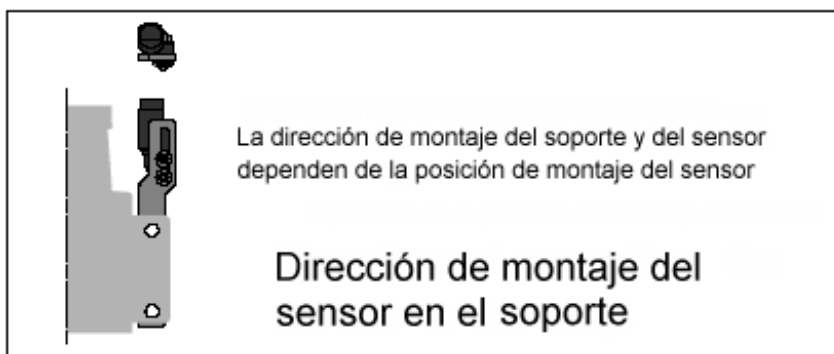 La dirección de montaje del soporte y del sensor
dependen de la posición de montaje del sensor
Dirección de montaje del
sensor en el soporte